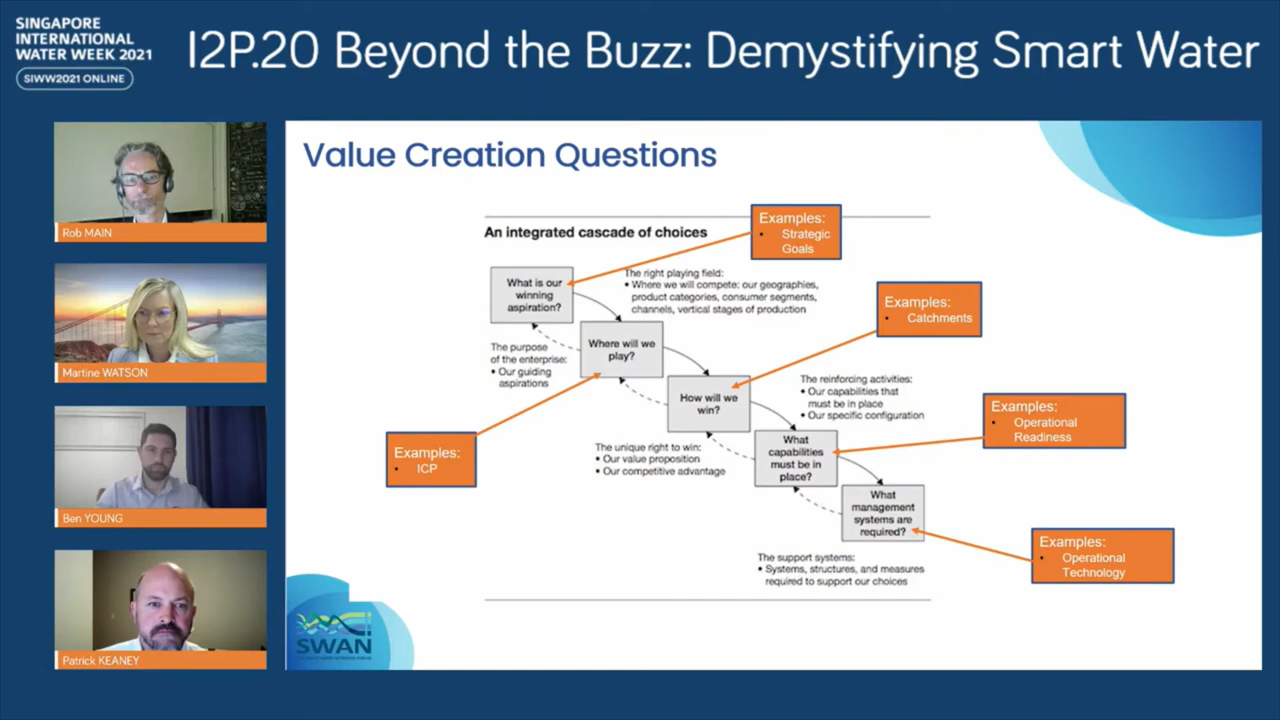 SINGAPORE
INTERNATIONAL
WATER WEEK 2021
SIWW2021 ONLINE
I2P.20 Beyond the Buzz: Demystifying Smart Water
Rob MAIN
Martine WATSON
Ben YOUNG
Patrick KEANEY
Value Creation Questions
An integrated cascade of choices
Examples:
• Strategic
Goals
What is our
winning
aspiration?
The right playing field:
• Where we will compete: our geographies,
product categories, consumer segments,
channels, vertical stages of production
Examples:
• Catchments
The purpose
of the enterprise:
• Our guiding
aspirations
Where will we
play?
How will we
win?
The reinforcing activities:
• Our capabilities that
must be in place
• Our specific configuration
Examples:
• Operational
Readiness
Examples:
• ICP
The unique right to win:
• Our value proposition
• Our competitive advantage
What
capabilities
must be in
place?
What
management
systems are
required?
Examples:
• Operational
Technology
The support systems:
• Systems, structures, and measures
required to support our choices
SWAN